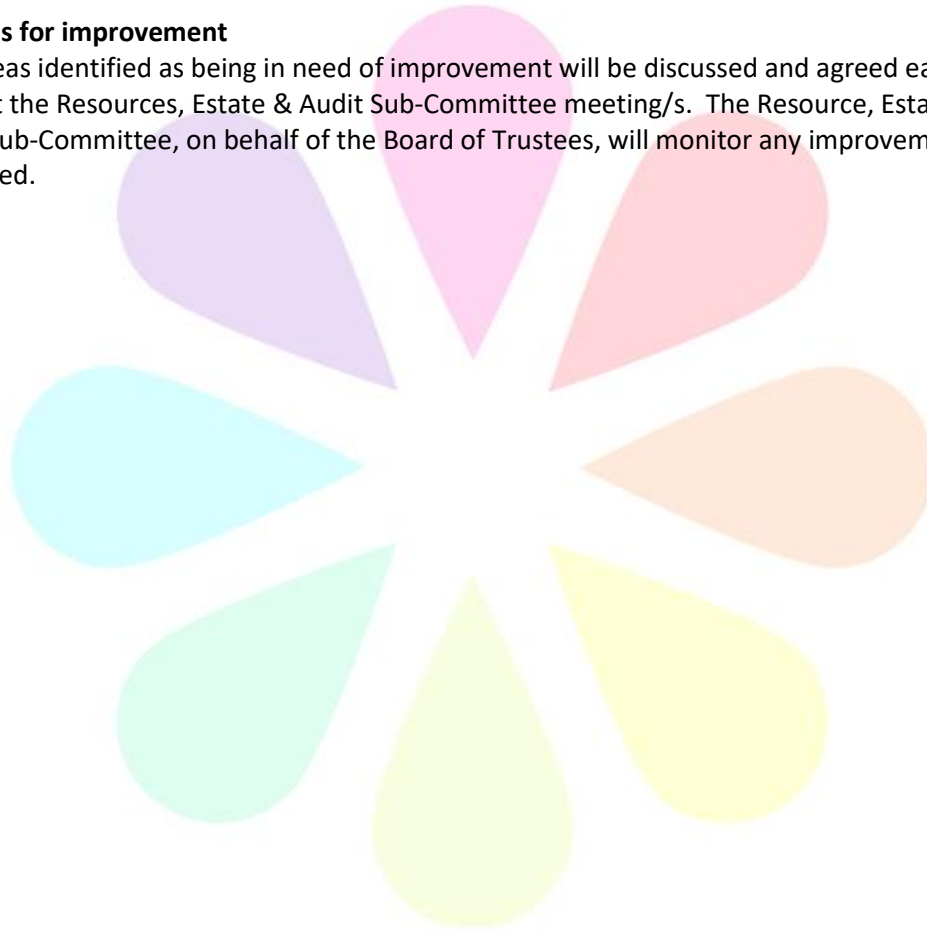 s for improvement
eas identified as being in need of improvement will be discussed and agreed ea
t the Resources, Estate & Audit Sub-Committee meeting/s. The Resource, Esta
ub-Committee, on behalf of the Board of Trustees, will monitor any improvem
ed.